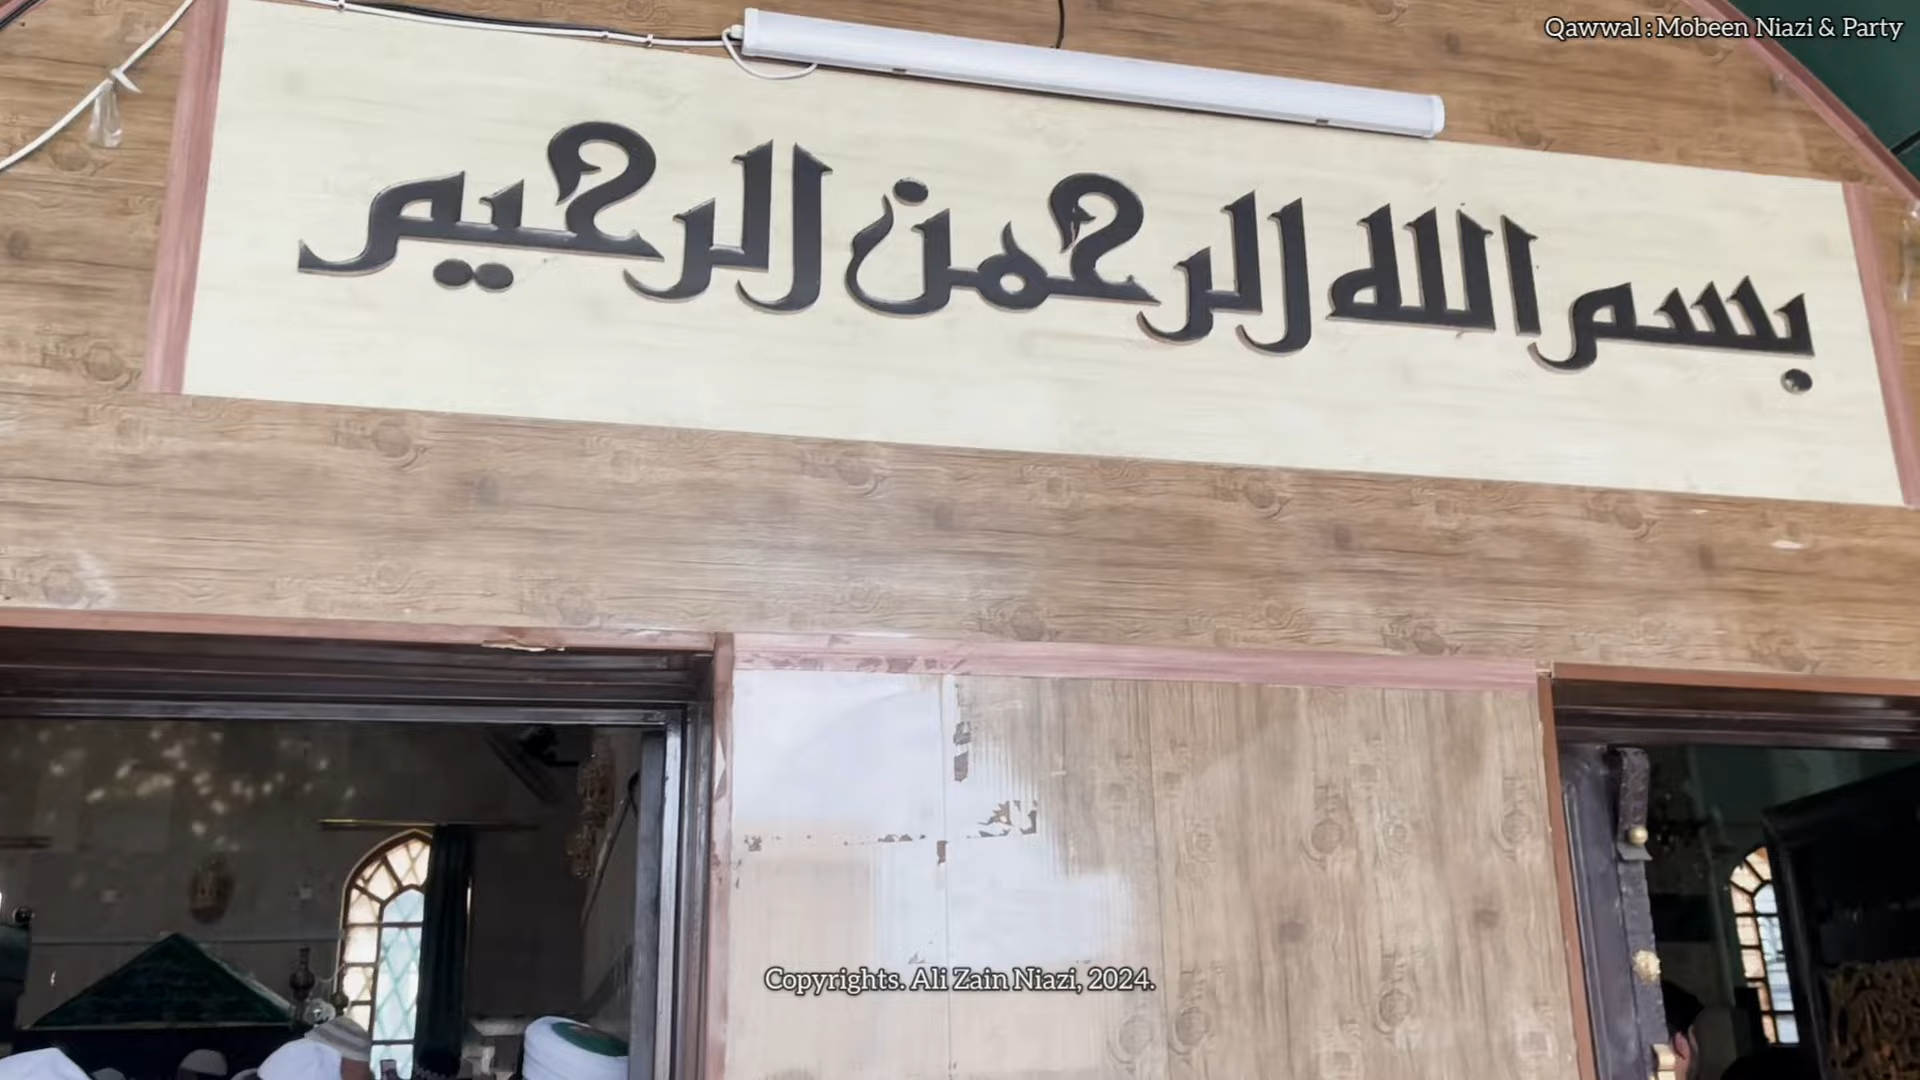 Qawwal : Mobeen Niazi & Party
بسم الله الرحمن الرحيم
Copyrights. Ali Zain Niazi, 2024.